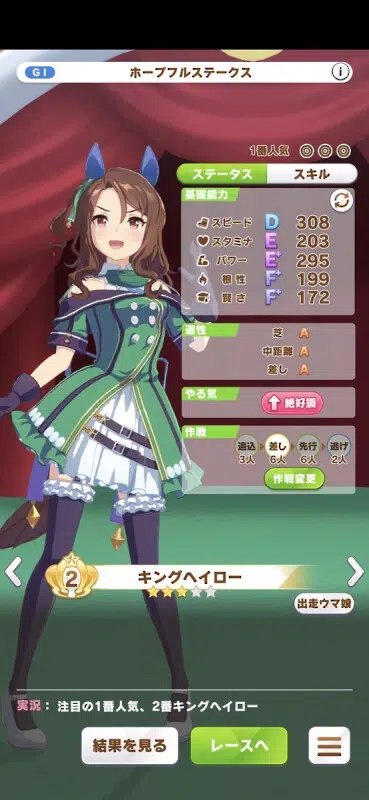 GⅠ ホープフルステークス
1番人気 ◎ ◎ ◎
ステータス スキル
基礎能力
スピード D 308
スタミナ E 203
パワー E+ 295
根性 F+ 199
賢さ F+ 172
適性
芝 A
中距離 A
差し A
やる気
絶好調
作戦
追込 差し 先行 逃げ
3人 6人 6人 2人
作戦変更
2 キングヘイロー
出走ウマ娘
実況： 注目の1番人気、2番キングヘイロー
結果を見る レースへ